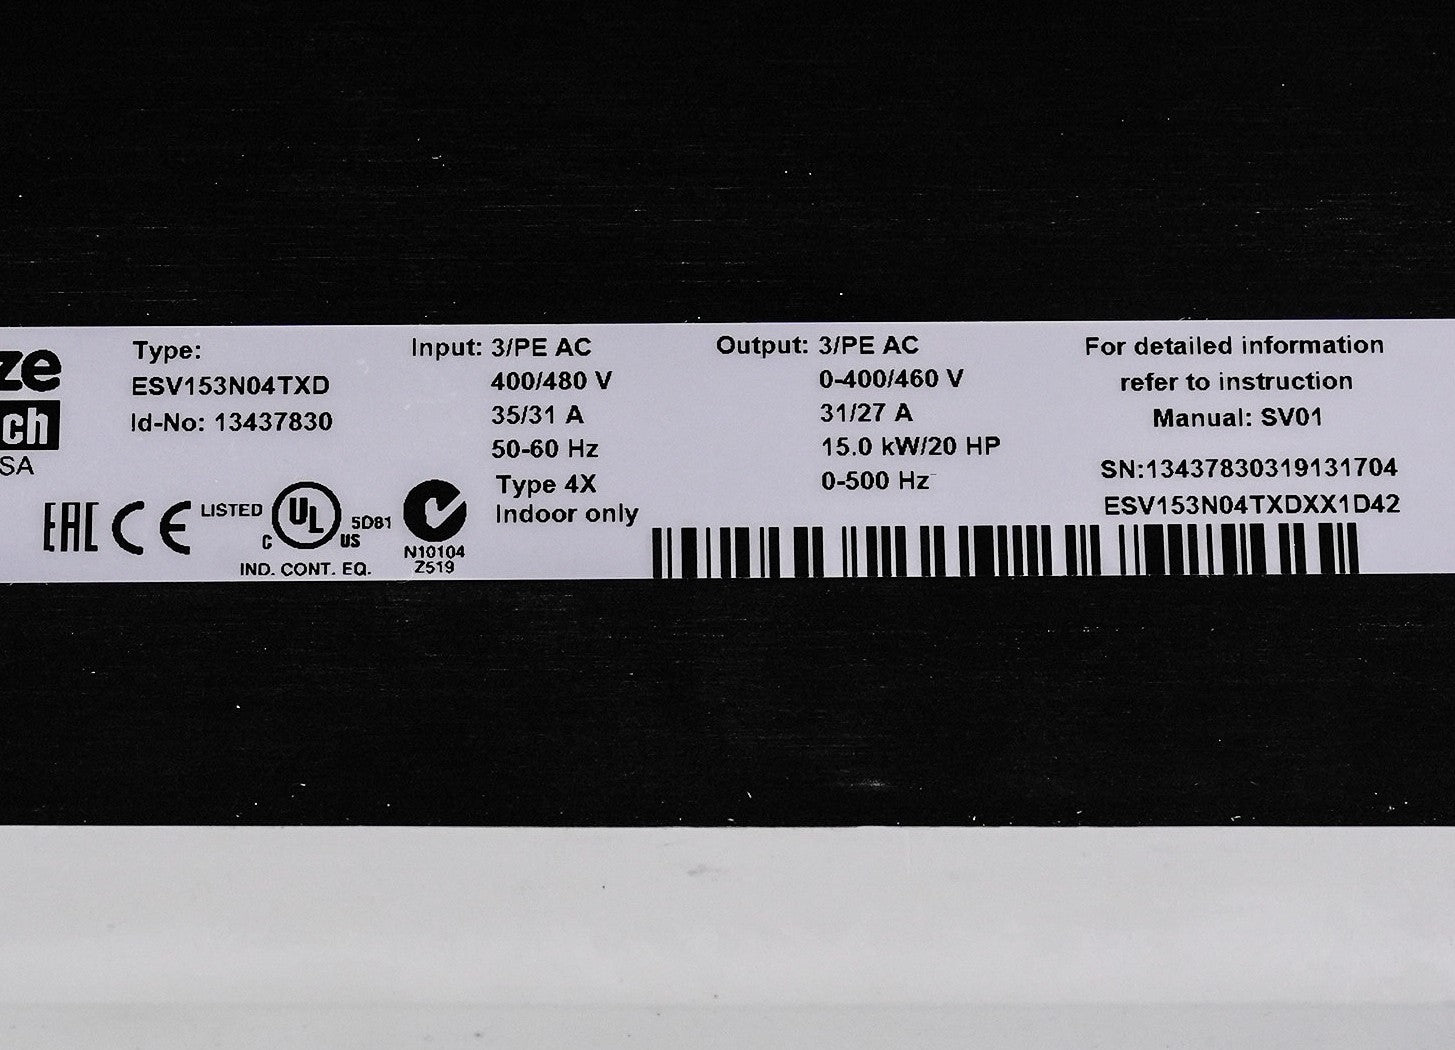 ze
ch
SA
Type:
ESV153N04TXD
Id-No: 13437830
Input: 3/PE AC
400/480 V
35/31 A
50-60 Hz
Type 4X
Indoor only
Output: 3/PE AC
0-400/460 V
31/27 A
15.0 kW/20 HP
0-500 Hz
For detailed information
refer to instruction
Manual: SV01
SN:13437830319131704
ESV153N04TXDXX1D42
EAC CE LISTED C UL US 5D81
IND. CONT. EQ.
N10104
Z519